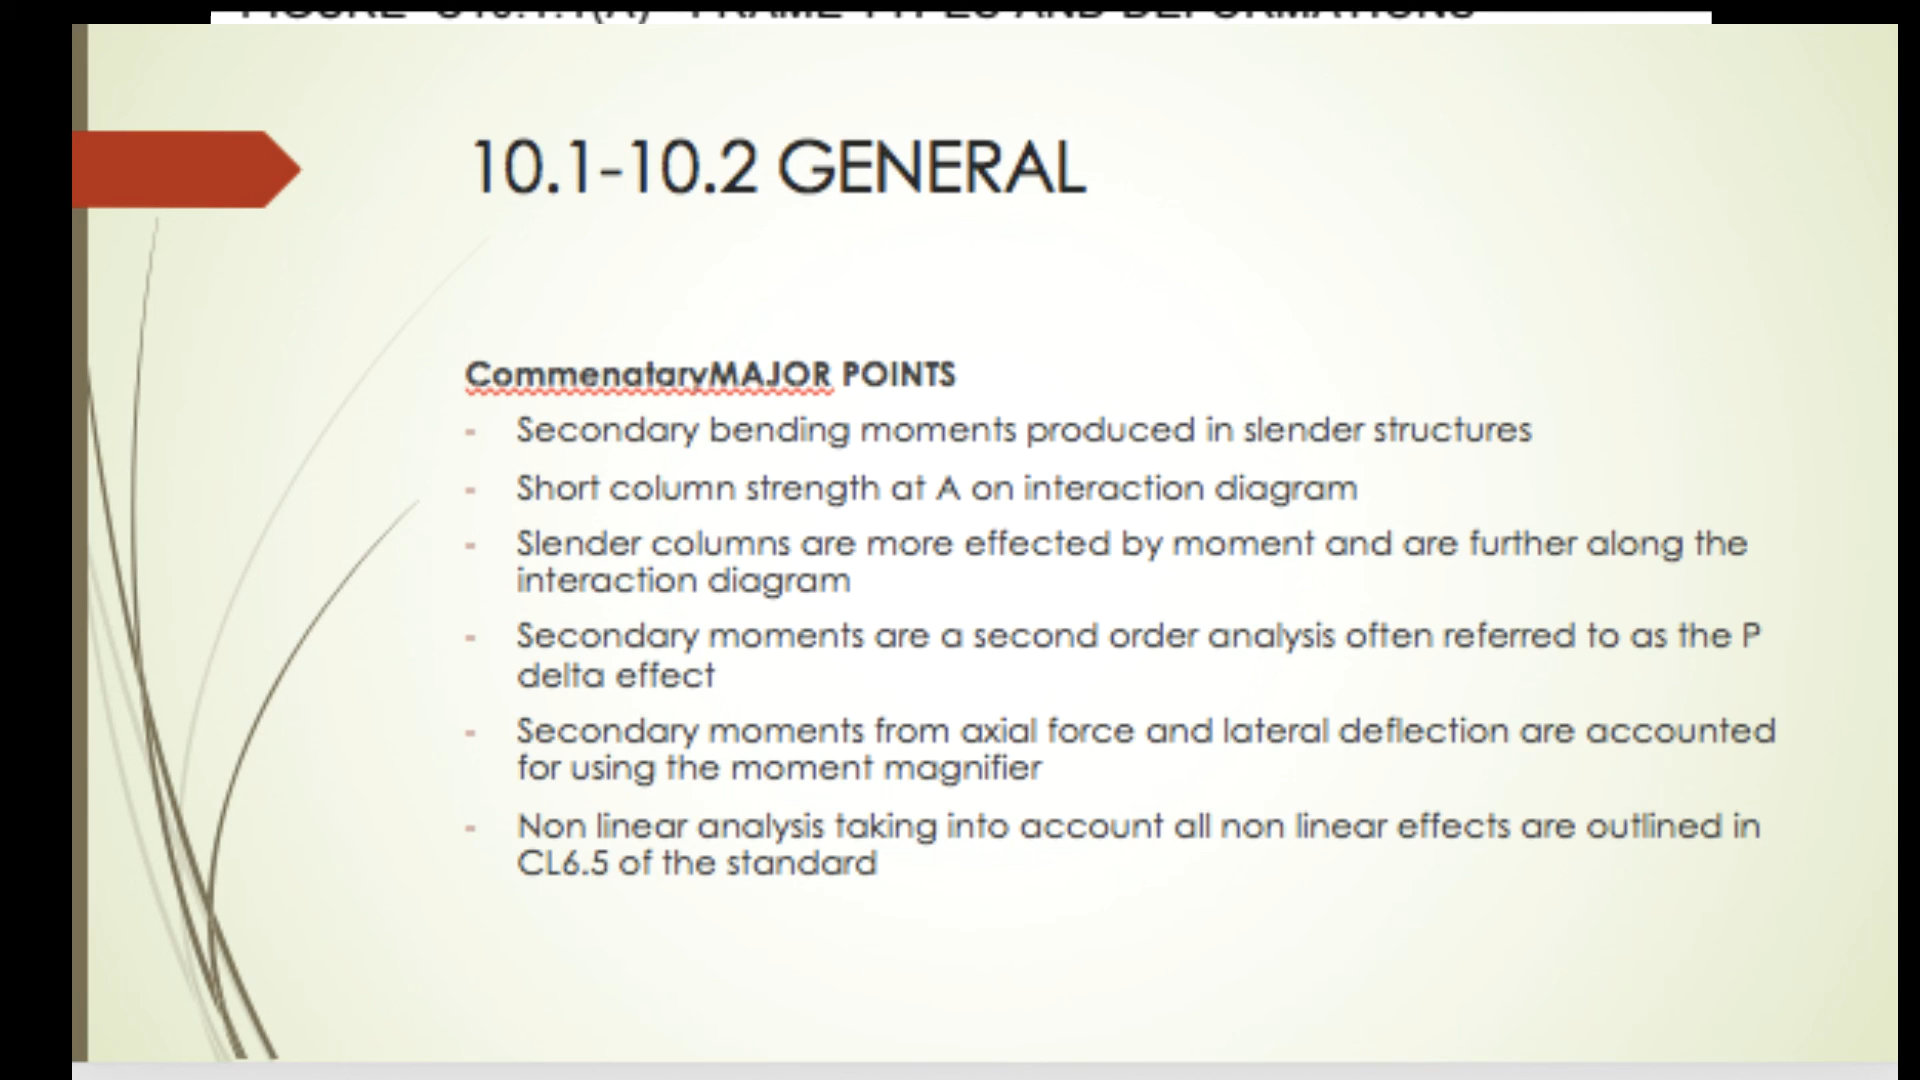 FRAME TYPES AND DEFORMATIONS
10.1-10.2 GENERAL
CommenataryMAJOR POINTS
- Secondary bending moments produced in slender structures
- Short column strength at A on interaction diagram
- Slender columns are more effected by moment and are further along the
interaction diagram
- Secondary moments are a second order analysis often referred to as the P
delta effect
- Secondary moments from axial force and lateral deflection are accounted
for using the moment magnifier
- Non linear analysis taking into account all non linear effects are outlined in
CL6.5 of the standard